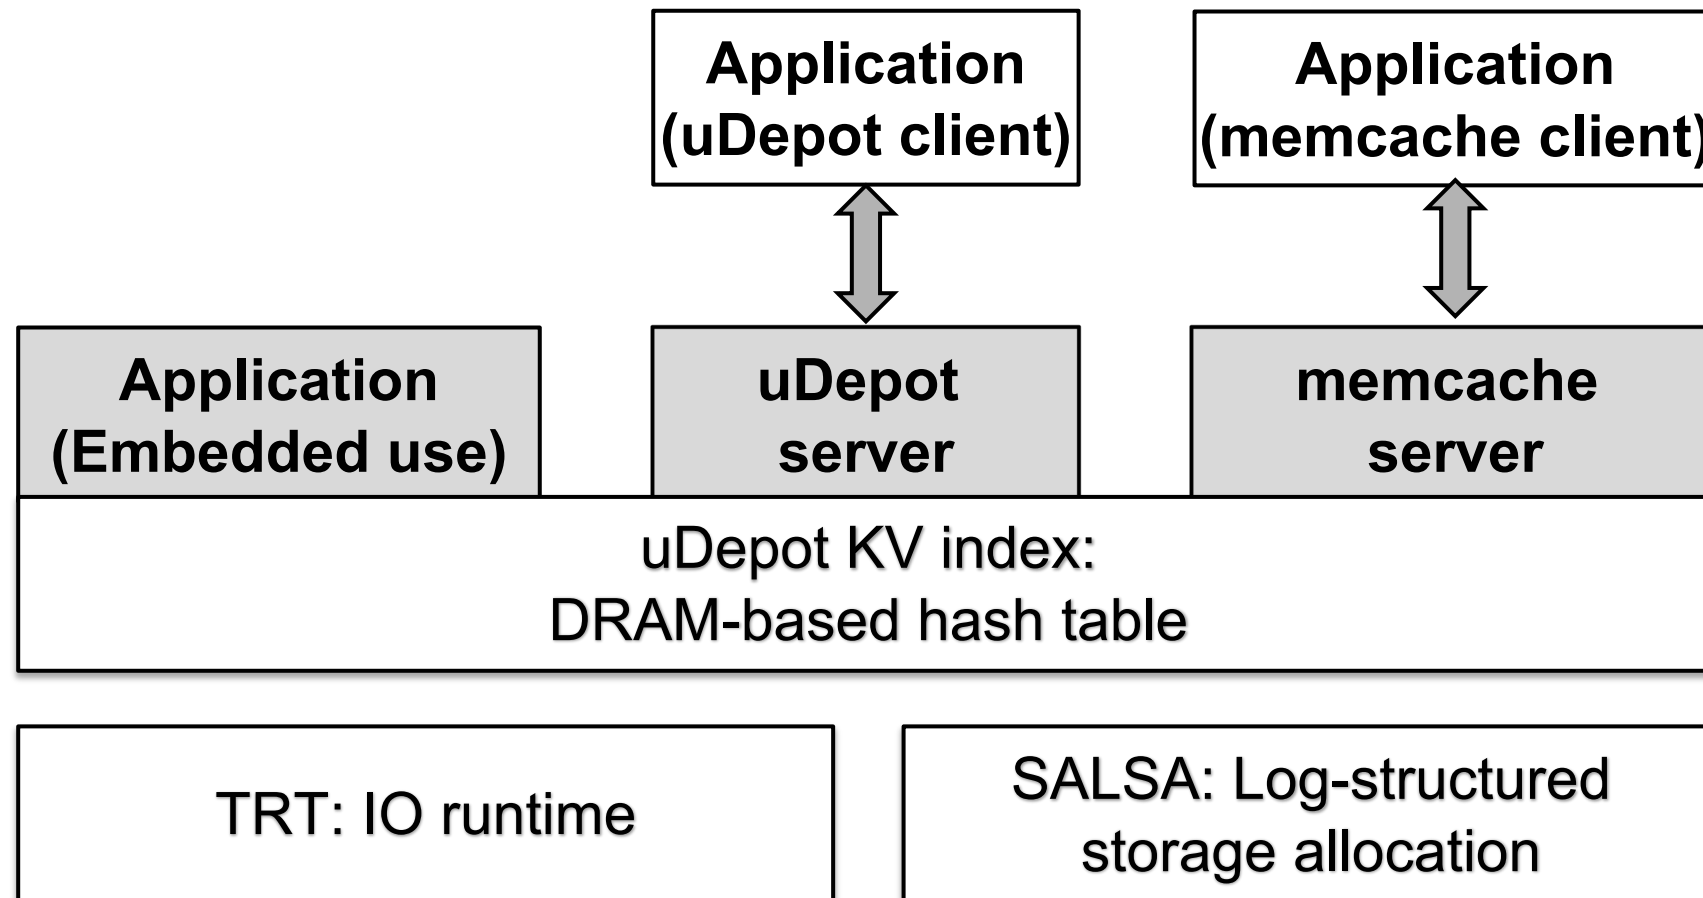 Application
(uDepot client)
Application
(memcache client)
Application
(Embedded use)
uDepot
server
memcache
server
uDepot KV index:
DRAM-based hash table
TRT: IO runtime
SALSA: Log-structured
storage allocation